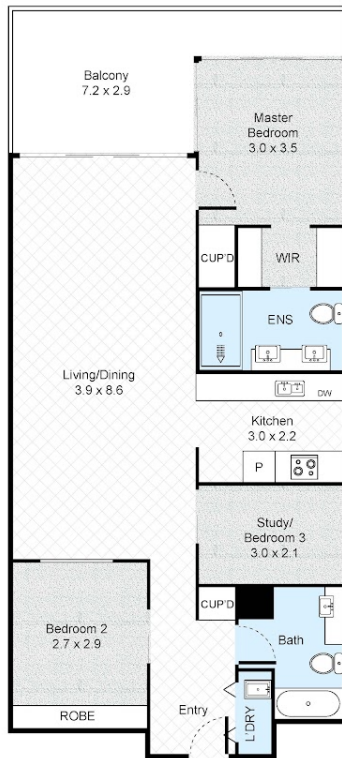 Balcony
7.2 x 2.9
Master
Bedroom
3.0 x 3.5
CUP'D
WIR
ENS
Living/Dining
3.9 x 8.6
DW
Kitchen
3.0 x 2.2
P
Study/
Bedroom 3
3.0 x 2.1
CUP'D
Bedroom 2
2.7 x 2.9
Bath
ROBE
Entry
L'DRY